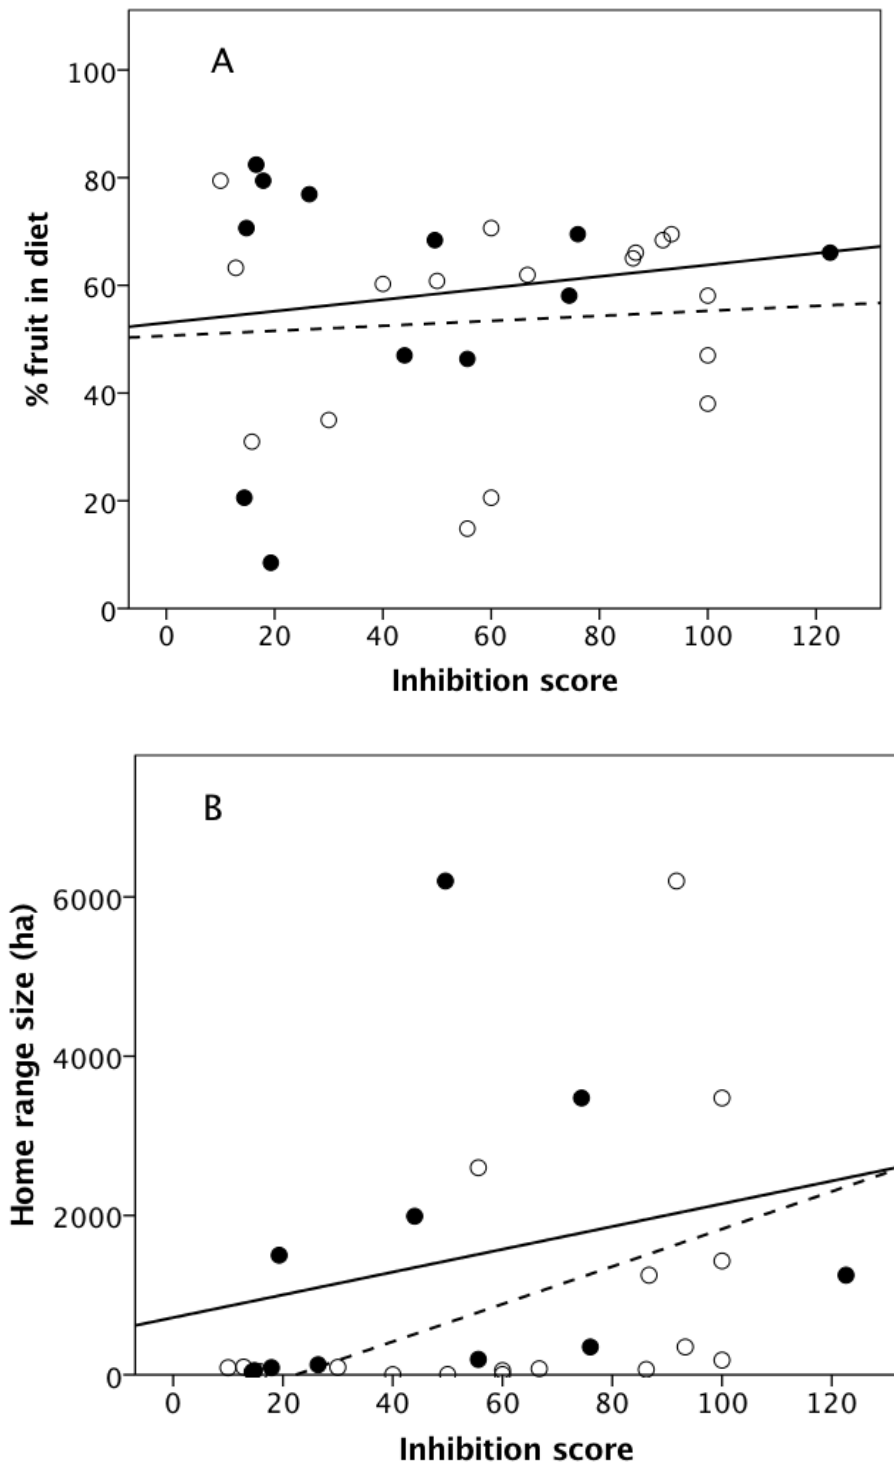 A
100
80
60
40
20
0
% fruit in diet
0 20 40 60 80 100 120
Inhibition score
B
6000
4000
2000
0
Home range size (ha)
0 20 40 60 80 100 120
Inhibition score